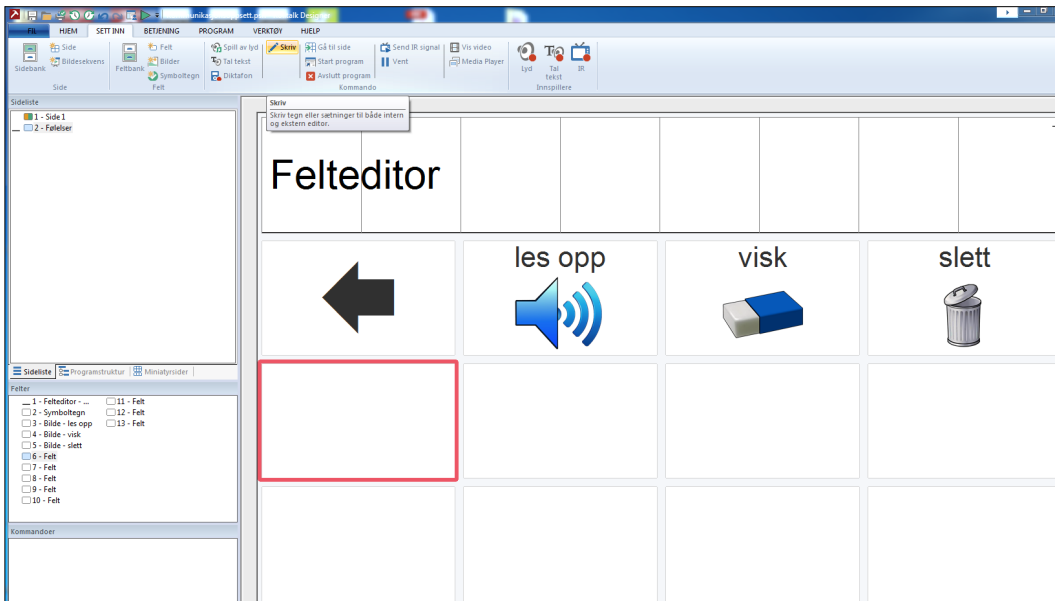 unika
psett.p
alk Des
Fil HJEM SETT INN BETJENING PROGRAM VERKTØY HJELP
Sidebank
Side
Bildesekvens
Side
Feltbank
Felt
Bilder
Symboltegn
Felt
Spill av lyd
Tal tekst
Diktafon
Skriv
Gå til side
Start program
Avslutt program
Send IR signal
Vent
Vis video
Media Player
Kommando
Lyd
Tal tekst
IR
Innspillere
Skriv
Skriv tegn eller sætninger til både intern
og ekstern editor.
Sideliste
1 - Side 1
2 - Følelser
Sideliste Programstruktur Miniatyrsider
Felter
1 - Felteditor - ...
2 - Symboltegn
3 - Bilde - les opp
4 - Bilde - visk
5 - Bilde - slett
6 - Felt
7 - Felt
8 - Felt
9 - Felt
10 - Felt
11 - Felt
12 - Felt
13 - Felt
Kommandoer
Felteditor
les opp
visk
slett